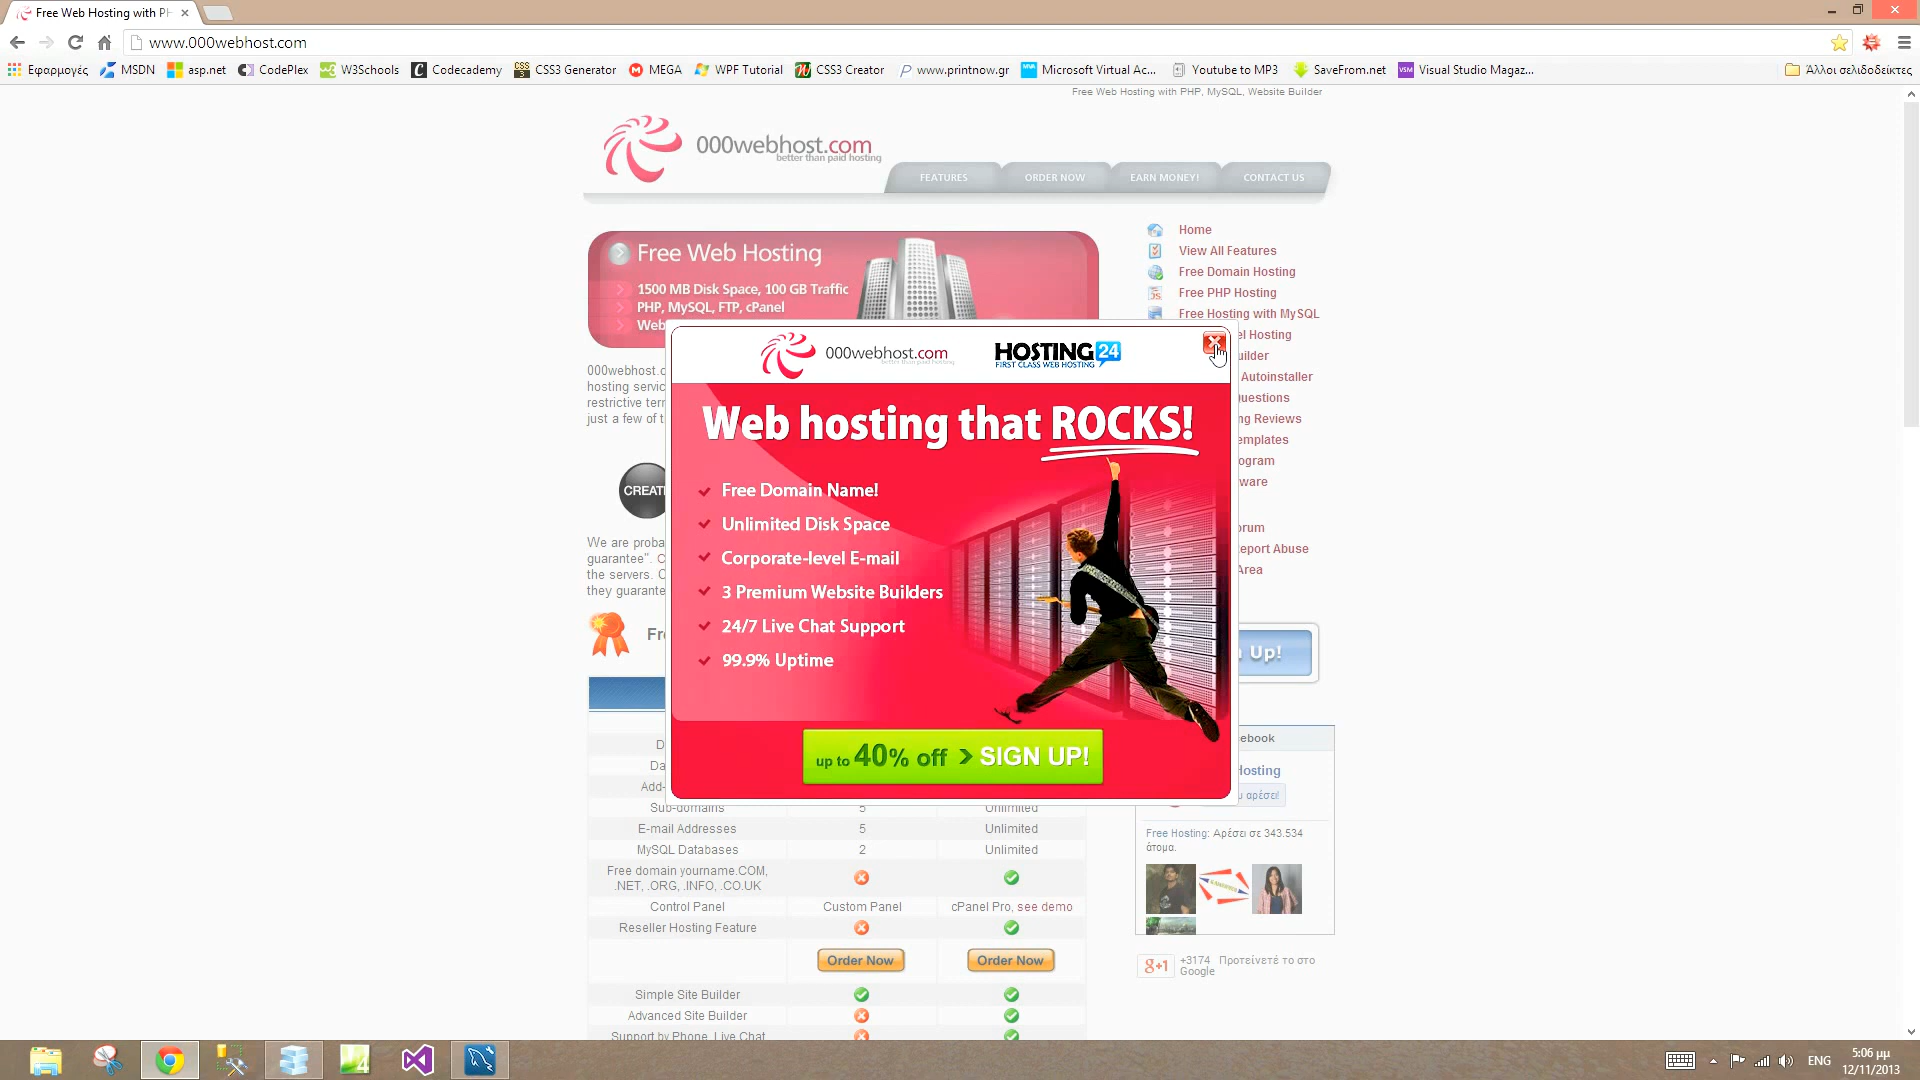 Free Web Hosting with PH
www.000webhost.com
Εφαρμογές MSDN asp.net CodePlex W3Schools Codecademy CSS3 Generator MEGA WPF Tutorial CSS3 Creator www.printnow.gr Microsoft Virtual Ac... Youtube to MP3 SaveFrom.net Visual Studio Magaz... Άλλοι σελιδοδείκτες
Free Web Hosting with PHP, MySQL, Website Builder
000webhost.com
better than paid hosting
FEATURES ORDER NOW EARN MONEY! CONTACT US
Free Web Hosting
1500 MB Disk Space, 100 GB Traffic
PHP, MySQL, FTP, cPanel
Web
Home
View All Features
Free Domain Hosting
Free PHP Hosting
Free Hosting with MySQL
el Hosting
uilder
Autoinstaller
uestions
ng Reviews
emplates
ogram
ware
orum
eport Abuse
Area
000webhost.c
hosting servic
restrictive terr
just a few of t
CREAT
We are proba
guarantee". C
the servers. C
they guarante
Fr
000webhost.com
better than paid hosting
HOSTING 24
FIRST CLASS WEB HOSTING
Web hosting that ROCKS!
Free Domain Name!
Unlimited Disk Space
Corporate-level E-mail
3 Premium Website Builders
24/7 Live Chat Support
99.9% Uptime
up to 40% off > SIGN UP!
Up!
D
Da
Add-
Sub-domains 5 Unlimited
E-mail Addresses 5 Unlimited
MySQL Databases 2 Unlimited
Free domain yourname.COM,
.NET, .ORG, .INFO, .CO.UK
Control Panel Custom Panel cPanel Pro, see demo
Reseller Hosting Feature
Order Now Order Now
Simple Site Builder
Advanced Site Builder
Support by Phone, Live Chat
cebook
Hosting
υ αρέσει!
Free Hosting: Αρέσει σε 343.534
άτομα.
g+1 +3174 Προτείνετέ το στο
Google
ENG
5:06 μμ
12/11/2013